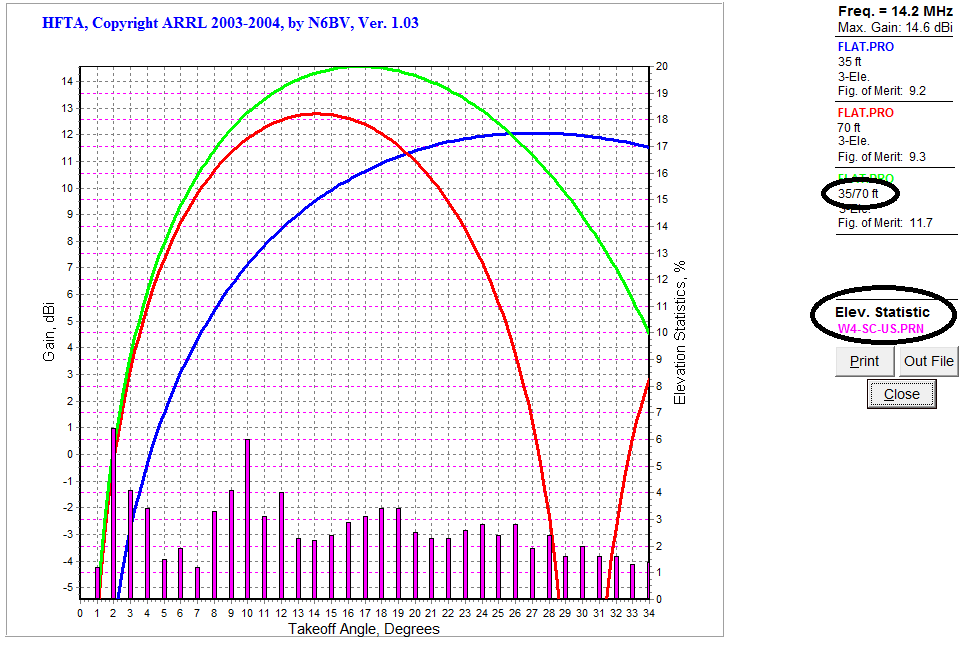 HFTA, Copyright ARRL 2003-2004, by N6BV, Ver. 1.03
Freq. = 14.2 MHz
Max. Gain: 14.6 dBi
FLAT.PRO
35 ft
3-Ele.
Fig. of Merit: 9.2
FLAT.PRO
70 ft
3-Ele.
Fig. of Merit: 9.3
FLAT.PRO
35/70 ft
3-Ele.
Fig. of Merit: 11.7
Elev. Statistic
W4-SC-US.PRN
Print Out File
Close
Gain, dBi
14
13
12
11
10
9
8
7
6
5
4
3
2
1
0
-1
-2
-3
-4
-5
20
19
18
17
16
15
14
13
12
11
10
9
8
7
6
5
4
3
2
1
0
Elevation Statistics, %
0 1 2 3 4 5 6 7 8 9 10 11 12 13 14 15 16 17 18 19 20 21 22 23 24 25 26 27 28 29 30 31 32 33 34
Takeoff Angle, Degrees